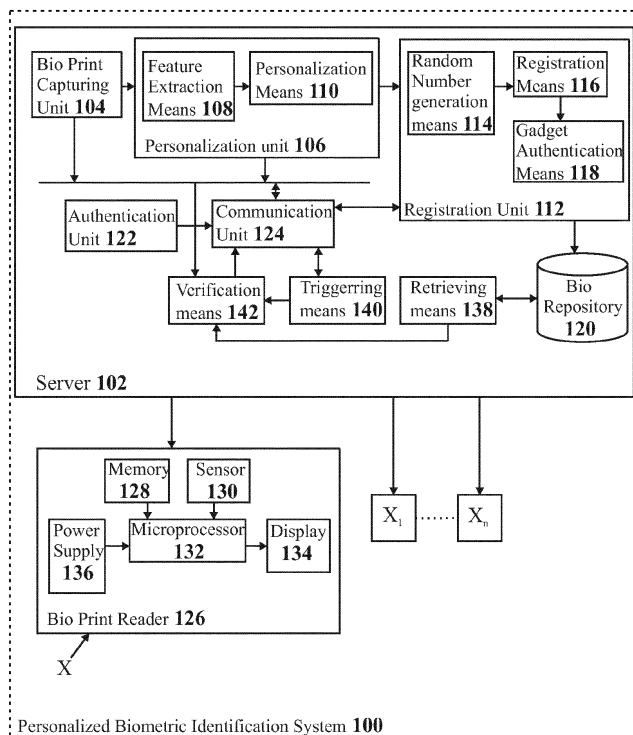 Bio Print
Capturing
Unit 104
Feature
Extraction
Means 108
Personalization
Means 110
Personalization unit 106
Random
Number
generation
means 114
Registration
Means 116
Gadget
Authentication
Means 118
Registration Unit 112
Authentication
Unit 122
Communication
Unit 124
Verification
means 142
Triggerring
means 140
Retrieving
means 138
Bio
Repository
120
Server 102
Memory
128
Sensor
130
Power
Supply
136
Microprocessor
132
Display
134
Bio Print Reader 126
X
X1 ....... Xn
Personalized Biometric Identification System 100